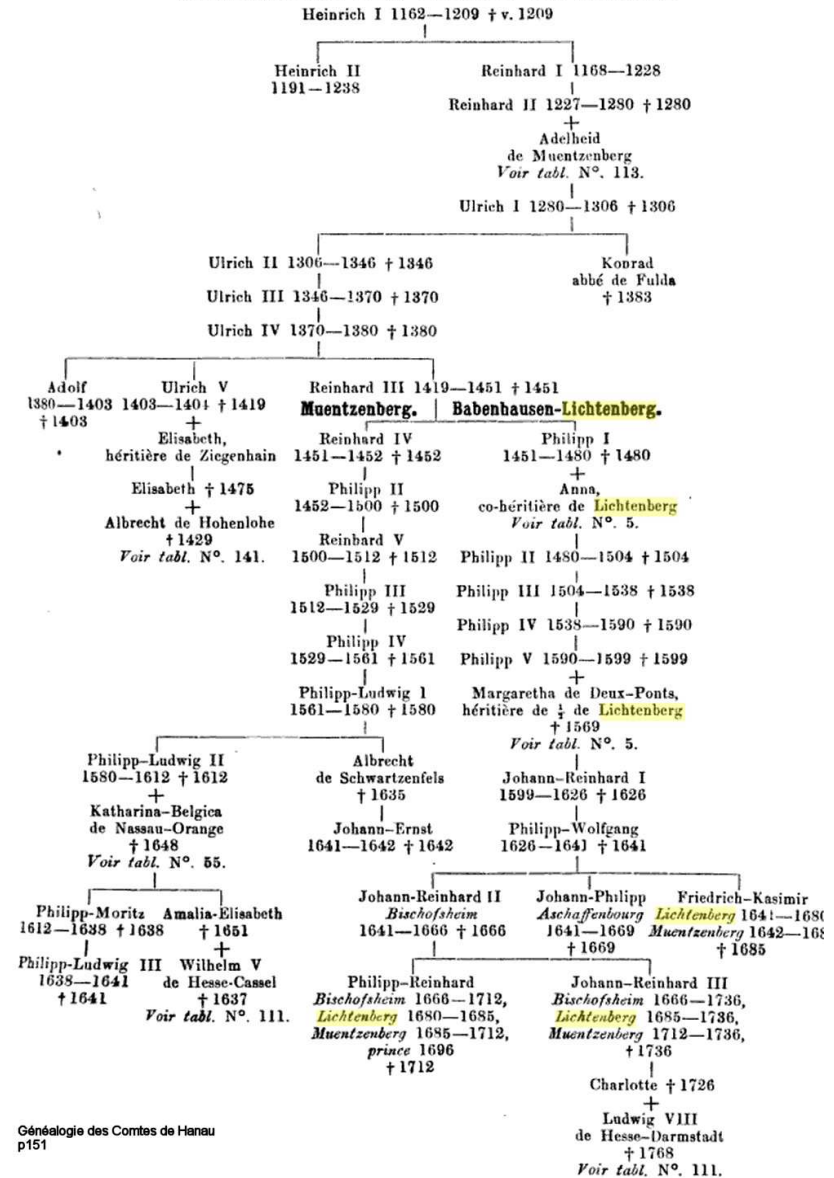 Heinrich I 1162—1209 † v. 1209
Heinrich II
1191—1238
Reinhard I 1168—1228
Reinhard II 1227—1280 † 1280
+
Adelheid
de Muentzenberg
Voir tabl. N°. 113.
Ulrich I 1280—1306 † 1306
Ulrich II 1306—1346 † 1346
Konrad
abbé de Fulda
† 1383
Ulrich III 1346—1370 † 1370
Ulrich IV 1370—1380 † 1380
Adolf
1380—1403
† 1403
Ulrich V
1403—1404 † 1419
+
Elisabeth,
héritière de Ziegenhain
Elisabeth † 1475
+
Albrecht de Hohenlohe
† 1429
Voir tabl. N°. 141.
Reinhard III 1419—1451 † 1451
Muentzenberg. | Babenhausen-Lichtenberg.
Reinhard IV
1451—1452 † 1452
Philipp II
1452—1500 † 1500
Reinhard V
1500—1512 † 1512
Philipp III
1512—1529 † 1529
Philipp IV
1529—1561 † 1561
Philipp-Ludwig I
1561—1580 † 1580
Philipp I
1451—1480 † 1480
+
Anna,
co-héritière de Lichtenberg
Voir tabl. N°. 5.
Philipp II 1480—1504 † 1504
Philipp III 1504—1538 † 1538
Philipp IV 1538—1590 † 1590
Philipp V 1590—1599 † 1599
+
Margaretha de Deux-Ponts,
héritière de ½ de Lichtenberg
† 1569
Voir tabl. N°. 5.
Johann-Reinhard I
1599—1626 † 1626
Philipp-Wolfgang
1626—1641 † 1641
Philipp-Ludwig II
1580—1612 † 1612
+
Katharina-Belgica
de Nassau-Orange
† 1648
Voir tabl. N°. 55.
Albrecht
de Schwartzenfels
† 1635
Johann-Ernst
1641—1642 † 1642
Philipp-Moritz
1612—1638 † 1638
Philipp-Ludwig III
1638—1641
† 1641
Amalia-Elisabeth
† 1651
+
Wilhelm V
de Hesse-Cassel
† 1637
Voir tabl. N°. 111.
Johann-Reinhard II
Bischofsheim
1641—1666 † 1666
Johann-Philipp
Aschaffenbourg
1641—1669
† 1669
Friedrich-Kasimir
Lichtenberg 1641—1680
Muentzenberg 1642—168
† 1685
Philipp-Reinhard
Bischofsheim 1666—1712,
Lichtenberg 1680—1685,
Muentzenberg 1685—1712,
prince 1696
† 1712
Johann-Reinhard III
Bischofsheim 1666—1736,
Lichtenberg 1685—1736,
Muentzenberg 1712—1736,
† 1736
Charlotte † 1726
+
Ludwig VIII
de Hesse-Darmstadt
† 1768
Voir tabl. N°. 111.
Généalogie des Comtes de Hanau
p151